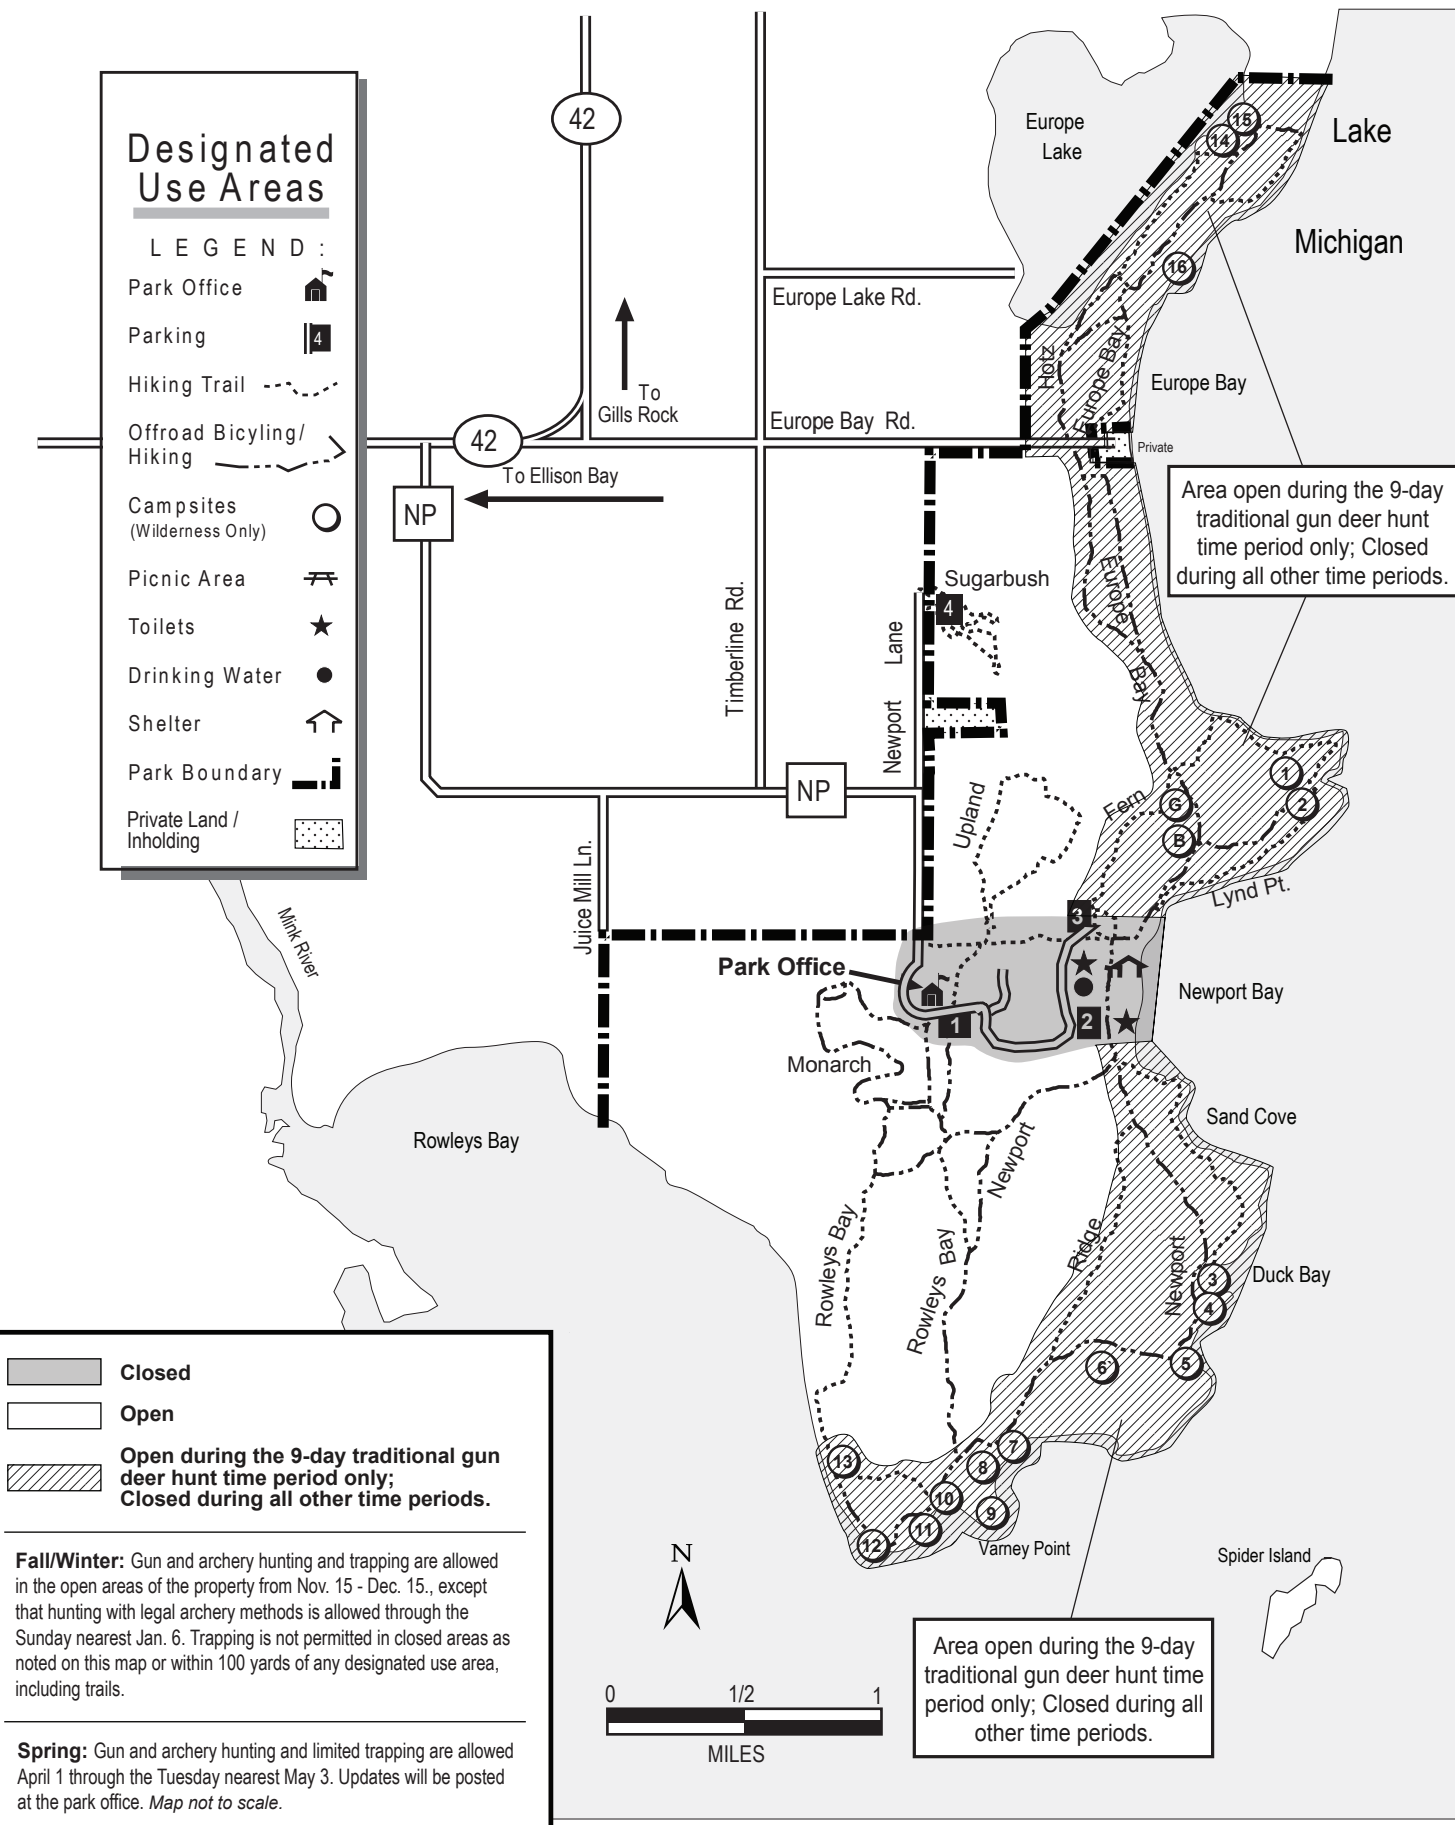 Designated
Use Areas
LEGEND:
Park Office
Parking
4
Hiking Trail
Offroad Bicyling/
Hiking
Campsites
(Wilderness Only)
Picnic Area
Toilets
Drinking Water
Shelter
Park Boundary
Private Land /
Inholding
42
42
To
Gills Rock
To Ellison Bay
NP
NP
Europe Lake Rd.
Europe Bay Rd.
Timberline Rd.
Newport Lane
Juice Mill Ln.
Europe
Lake
Lake
Michigan
15
14
16
Hotz
Europe Bay
Europe Bay
Private
Area open during the 9-day
traditional gun deer hunt
time period only; Closed
during all other time periods.
Sugarbush
4
Europe Bay
Upland
Fern
G
B
1
2
Lynd Pt.
3
Park Office
1
2
Newport Bay
Monarch
Mink River
Rowleys Bay
Sand Cove
Newport
Rowleys Bay
Rowleys Bay
Ridge
Newport
Duck Bay
3
4
5
6
7
8
9
10
11
12
13
Varney Point
Spider Island
N
Area open during the 9-day
traditional gun deer hunt time
period only; Closed during all
other time periods.
0 1/2 1
MILES
Closed
Open
Open during the 9-day traditional gun
deer hunt time period only;
Closed during all other time periods.
Fall/Winter: Gun and archery hunting and trapping are allowed
in the open areas of the property from Nov. 15 - Dec. 15., except
that hunting with legal archery methods is allowed through the
Sunday nearest Jan. 6. Trapping is not permitted in closed areas as
noted on this map or within 100 yards of any designated use area,
including trails.
Spring: Gun and archery hunting and limited trapping are allowed
April 1 through the Tuesday nearest May 3. Updates will be posted
at the park office. Map not to scale.